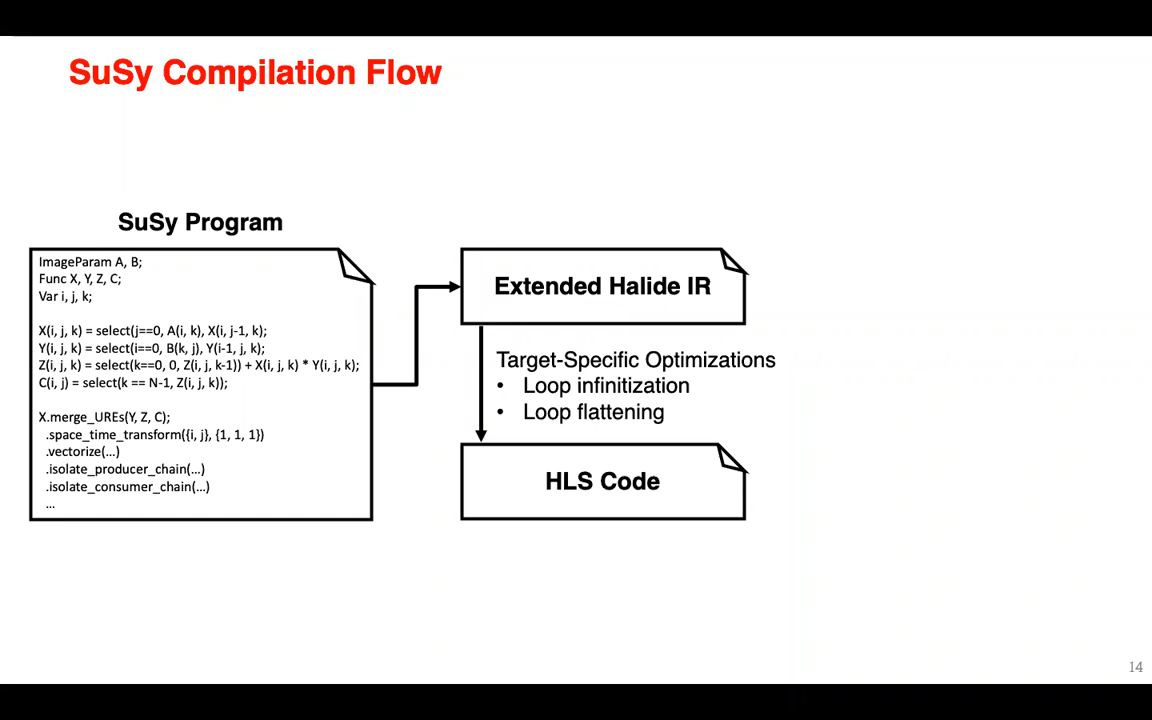 SuSy Compilation Flow
SuSy Program
ImageParam A, B;
Func X, Y, Z, C;
Var i, j, k;
X(i, j, k) = select(j==0, A(i, k), X(i, j-1, k);
Y(i, j, k) = select(i==0, B(k, j), Y(i-1, j, k);
Z(i, j, k) = select(k==0, 0, Z(i, j, k-1)) + X(i, j, k) * Y(i, j, k);
C(i, j) = select(k == N-1, Z(i, j, k));
X.merge_UREs(Y, Z, C);
.space_time_transform({i, j}, {1, 1, 1})
.vectorize(…)
.isolate_producer_chain(…)
.isolate_consumer_chain(…)
…
Extended Halide IR
Target-Specific Optimizations
• Loop infinitization
• Loop flattening
HLS Code
14